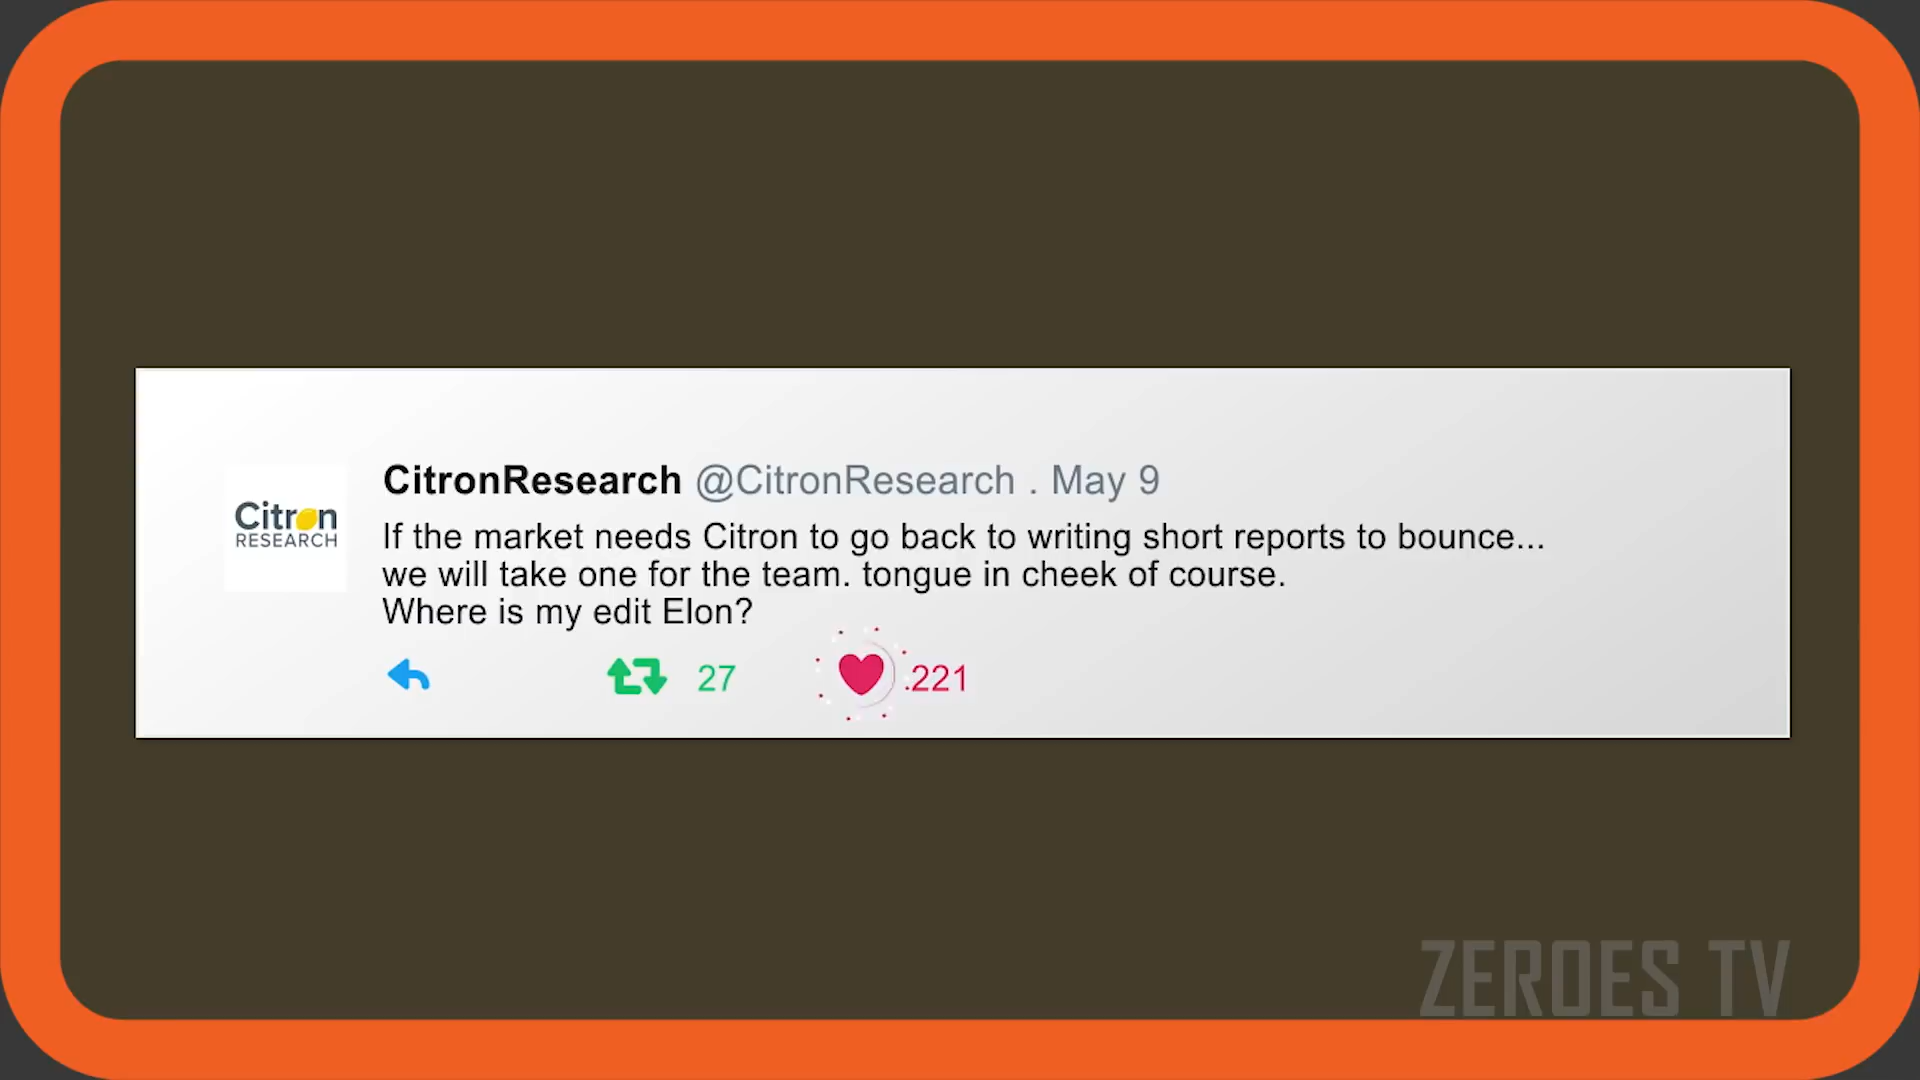 CitronResearch @CitronResearch . May 9
Citron
RESEARCH
If the market needs Citron to go back to writing short reports to bounce...
we will take one for the team. tongue in cheek of course.
Where is my edit Elon?
27 221
ZEROES TV